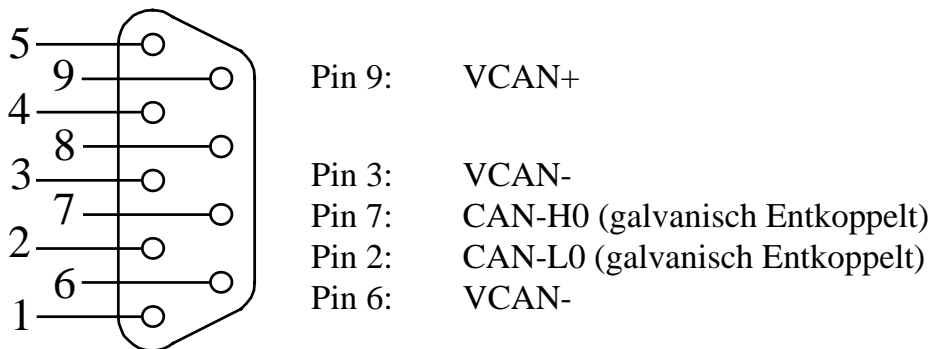 5
9 Pin 9: VCAN+
4
8
3 Pin 3: VCAN-
7 Pin 7: CAN-H0 (galvanisch Entkoppelt)
2 Pin 2: CAN-L0 (galvanisch Entkoppelt)
6 Pin 6: VCAN-
1